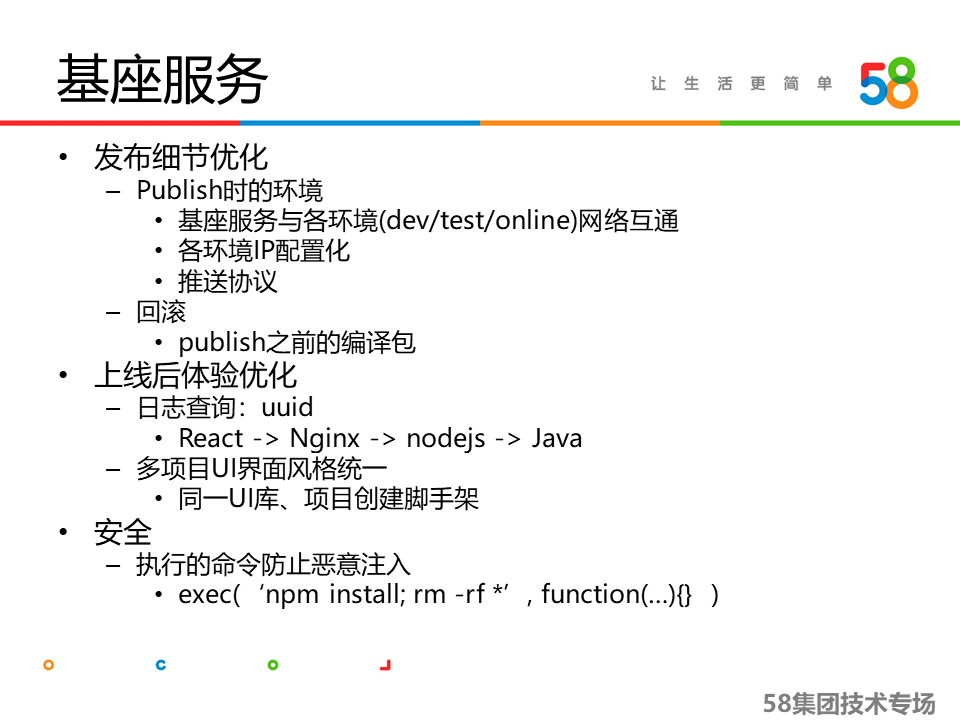 基座服务
让生活更简单
58
• 发布细节优化
– Publish时的环境
• 基座服务与各环境(dev/test/online)网络互通
• 各环境IP配置化
• 推送协议
– 回滚
• publish之前的编译包
• 上线后体验优化
– 日志查询：uuid
• React -> Nginx -> nodejs -> Java
– 多项目UI界面风格统一
• 同一UI库、项目创建脚手架
• 安全
– 执行的命令防止恶意注入
• exec(‘npm install; rm -rf *’, function(…){} )
58集团技术专场